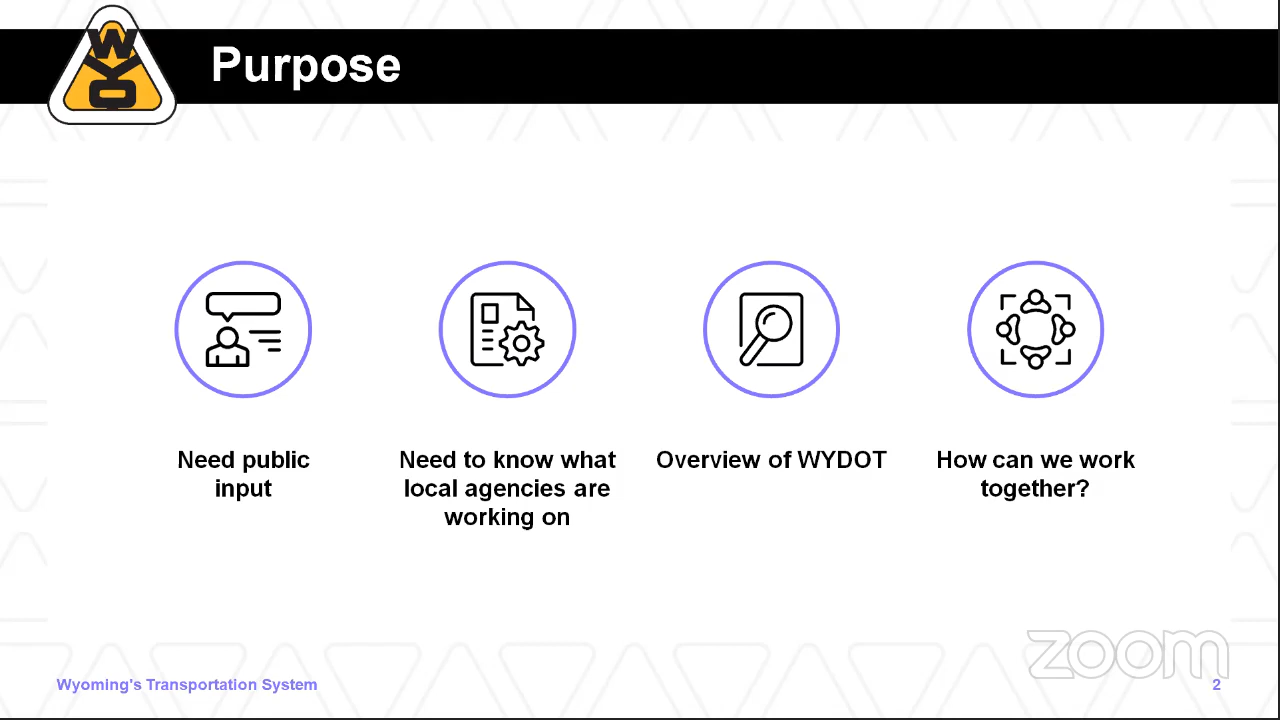 WYO
Purpose
Need public
input
Need to know what
local agencies are
working on
Overview of WYDOT
How can we work
together?
zoom
Wyoming's Transportation System
2